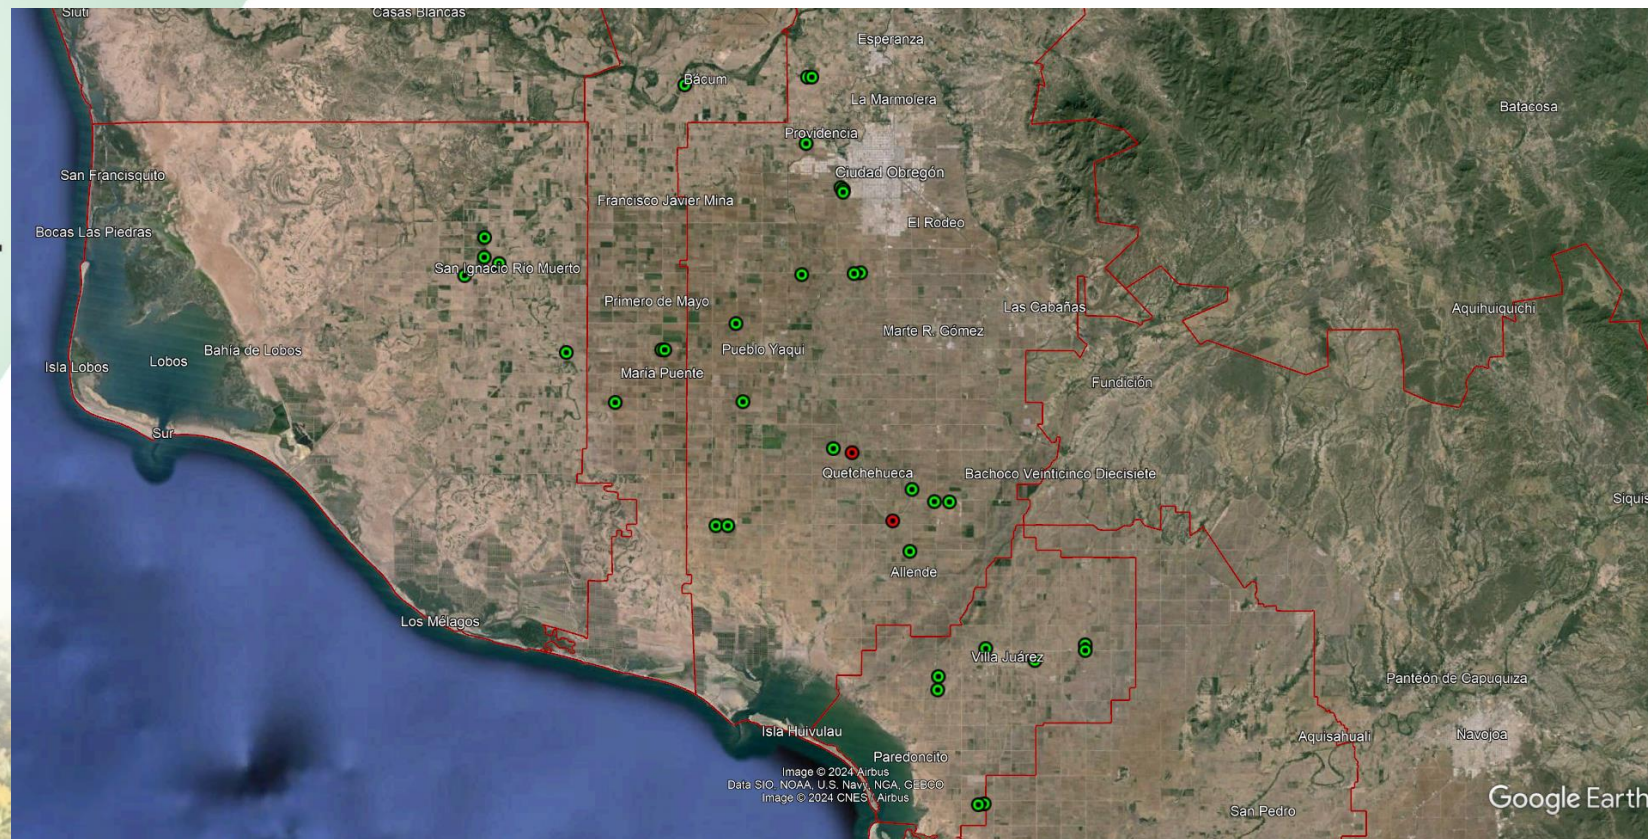 Siuti
Casas Blancas
Esperanza
Bácum
La Marmolera
Batacosa
Providencia
San Francisquito
Ciudad Obregón
Francisco Javier Mina
El Rodeo
Bocas Las Piedras
San Ignacio Río Muerto
Primero de Mayo
Las Cabañas
Aquihuiquichi
Marte R. Gómez
Bahía de Lobos
Pueblo Yaqui
Lobos
Isla Lobos
María Puente
Fundición
Sur
Quetchehueca
Bachoco Veinticinco Diecisiete
Siquis
Allende
Los Mélagos
Villa Juárez
Panteón de Capuquiza
Isla Huivulau
Aquisahuali
Navojoa
Paredoncito
Image © 2024 Airbus
Data SIO, NOAA, U.S. Navy, NGA, GEBCO
Image © 2024 CNES / Airbus
Google Earth
San Pedro